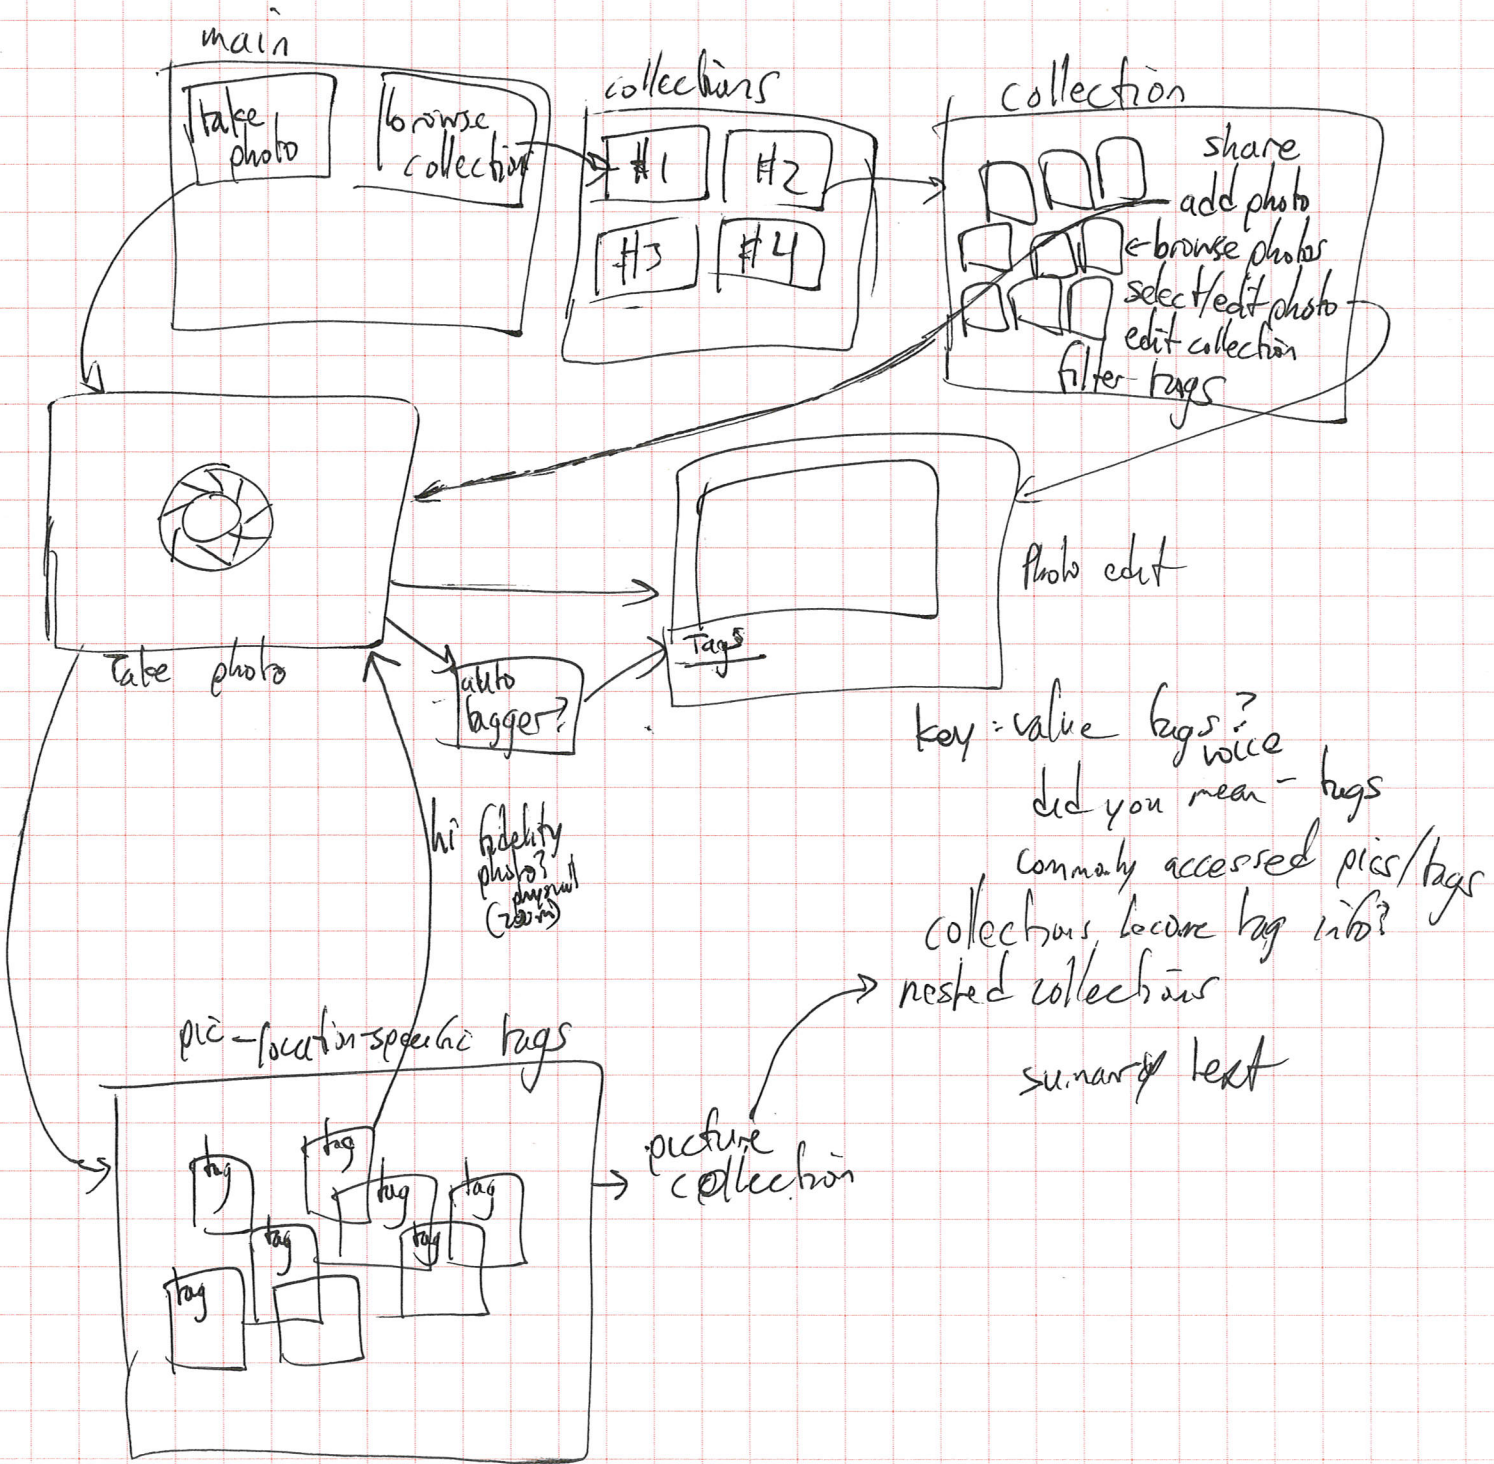 main
take
photo
browse
collection
collections
#1
#2
#3
#4
collection
share
add photo
browse photos
select/edit photo
edit collection
filter-tags
Take photo
auto
tagger?
Tags
Photo edit
key:value tags?
voice
did you mean - tags
commonly accessed pics/tags
collections become tag info?
nested collections
summary text
hi fidelity
photo?
physical
(zoom)
pic-location-specific tags
tag
tag
tag
tag
tag
tag
tag
picture
collection